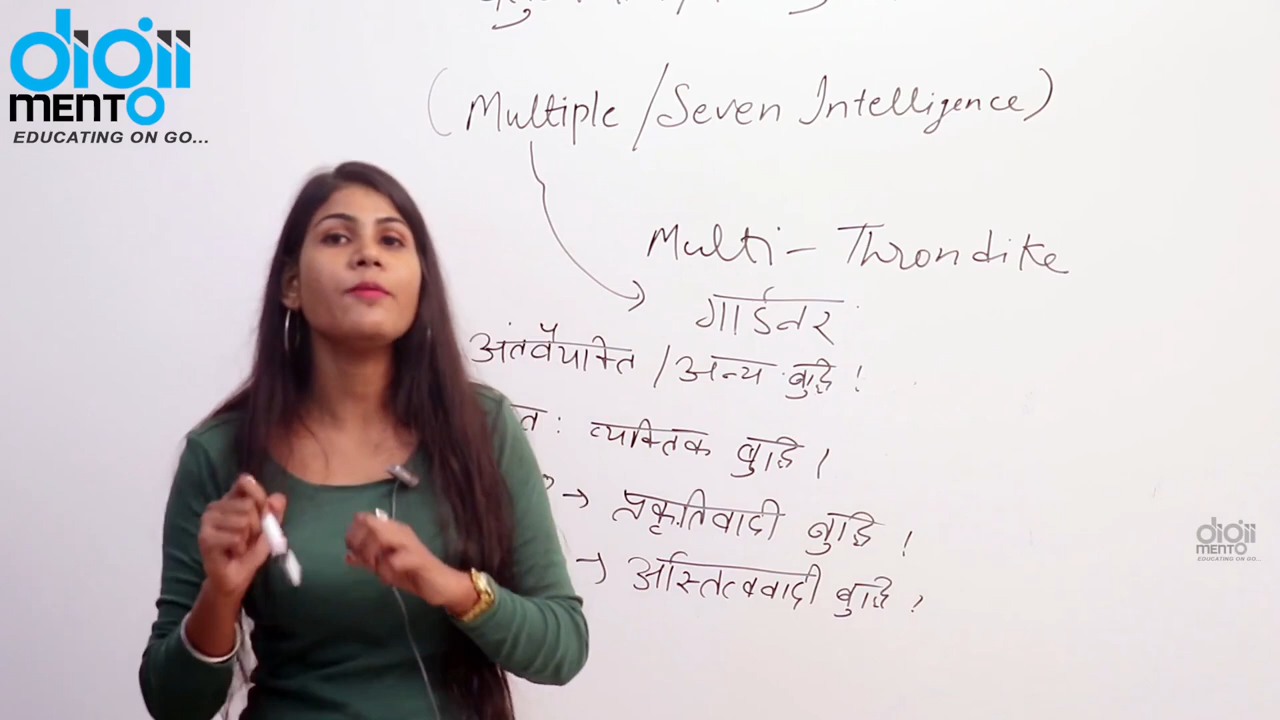 digii
MENTO
EDUCATING ON GO...
(Multiple/Seven Intelligence)
Multi- Throndike
गार्डनर
अंतर्वैयक्ति / अन्य बुद्धि !
त: व्यक्तिक बुद्धि ।
→ प्रकृतिवादी बुद्धि !
→ अस्तित्ववादी बुद्धि ?
digii
MENTO
EDUCATING ON GO...